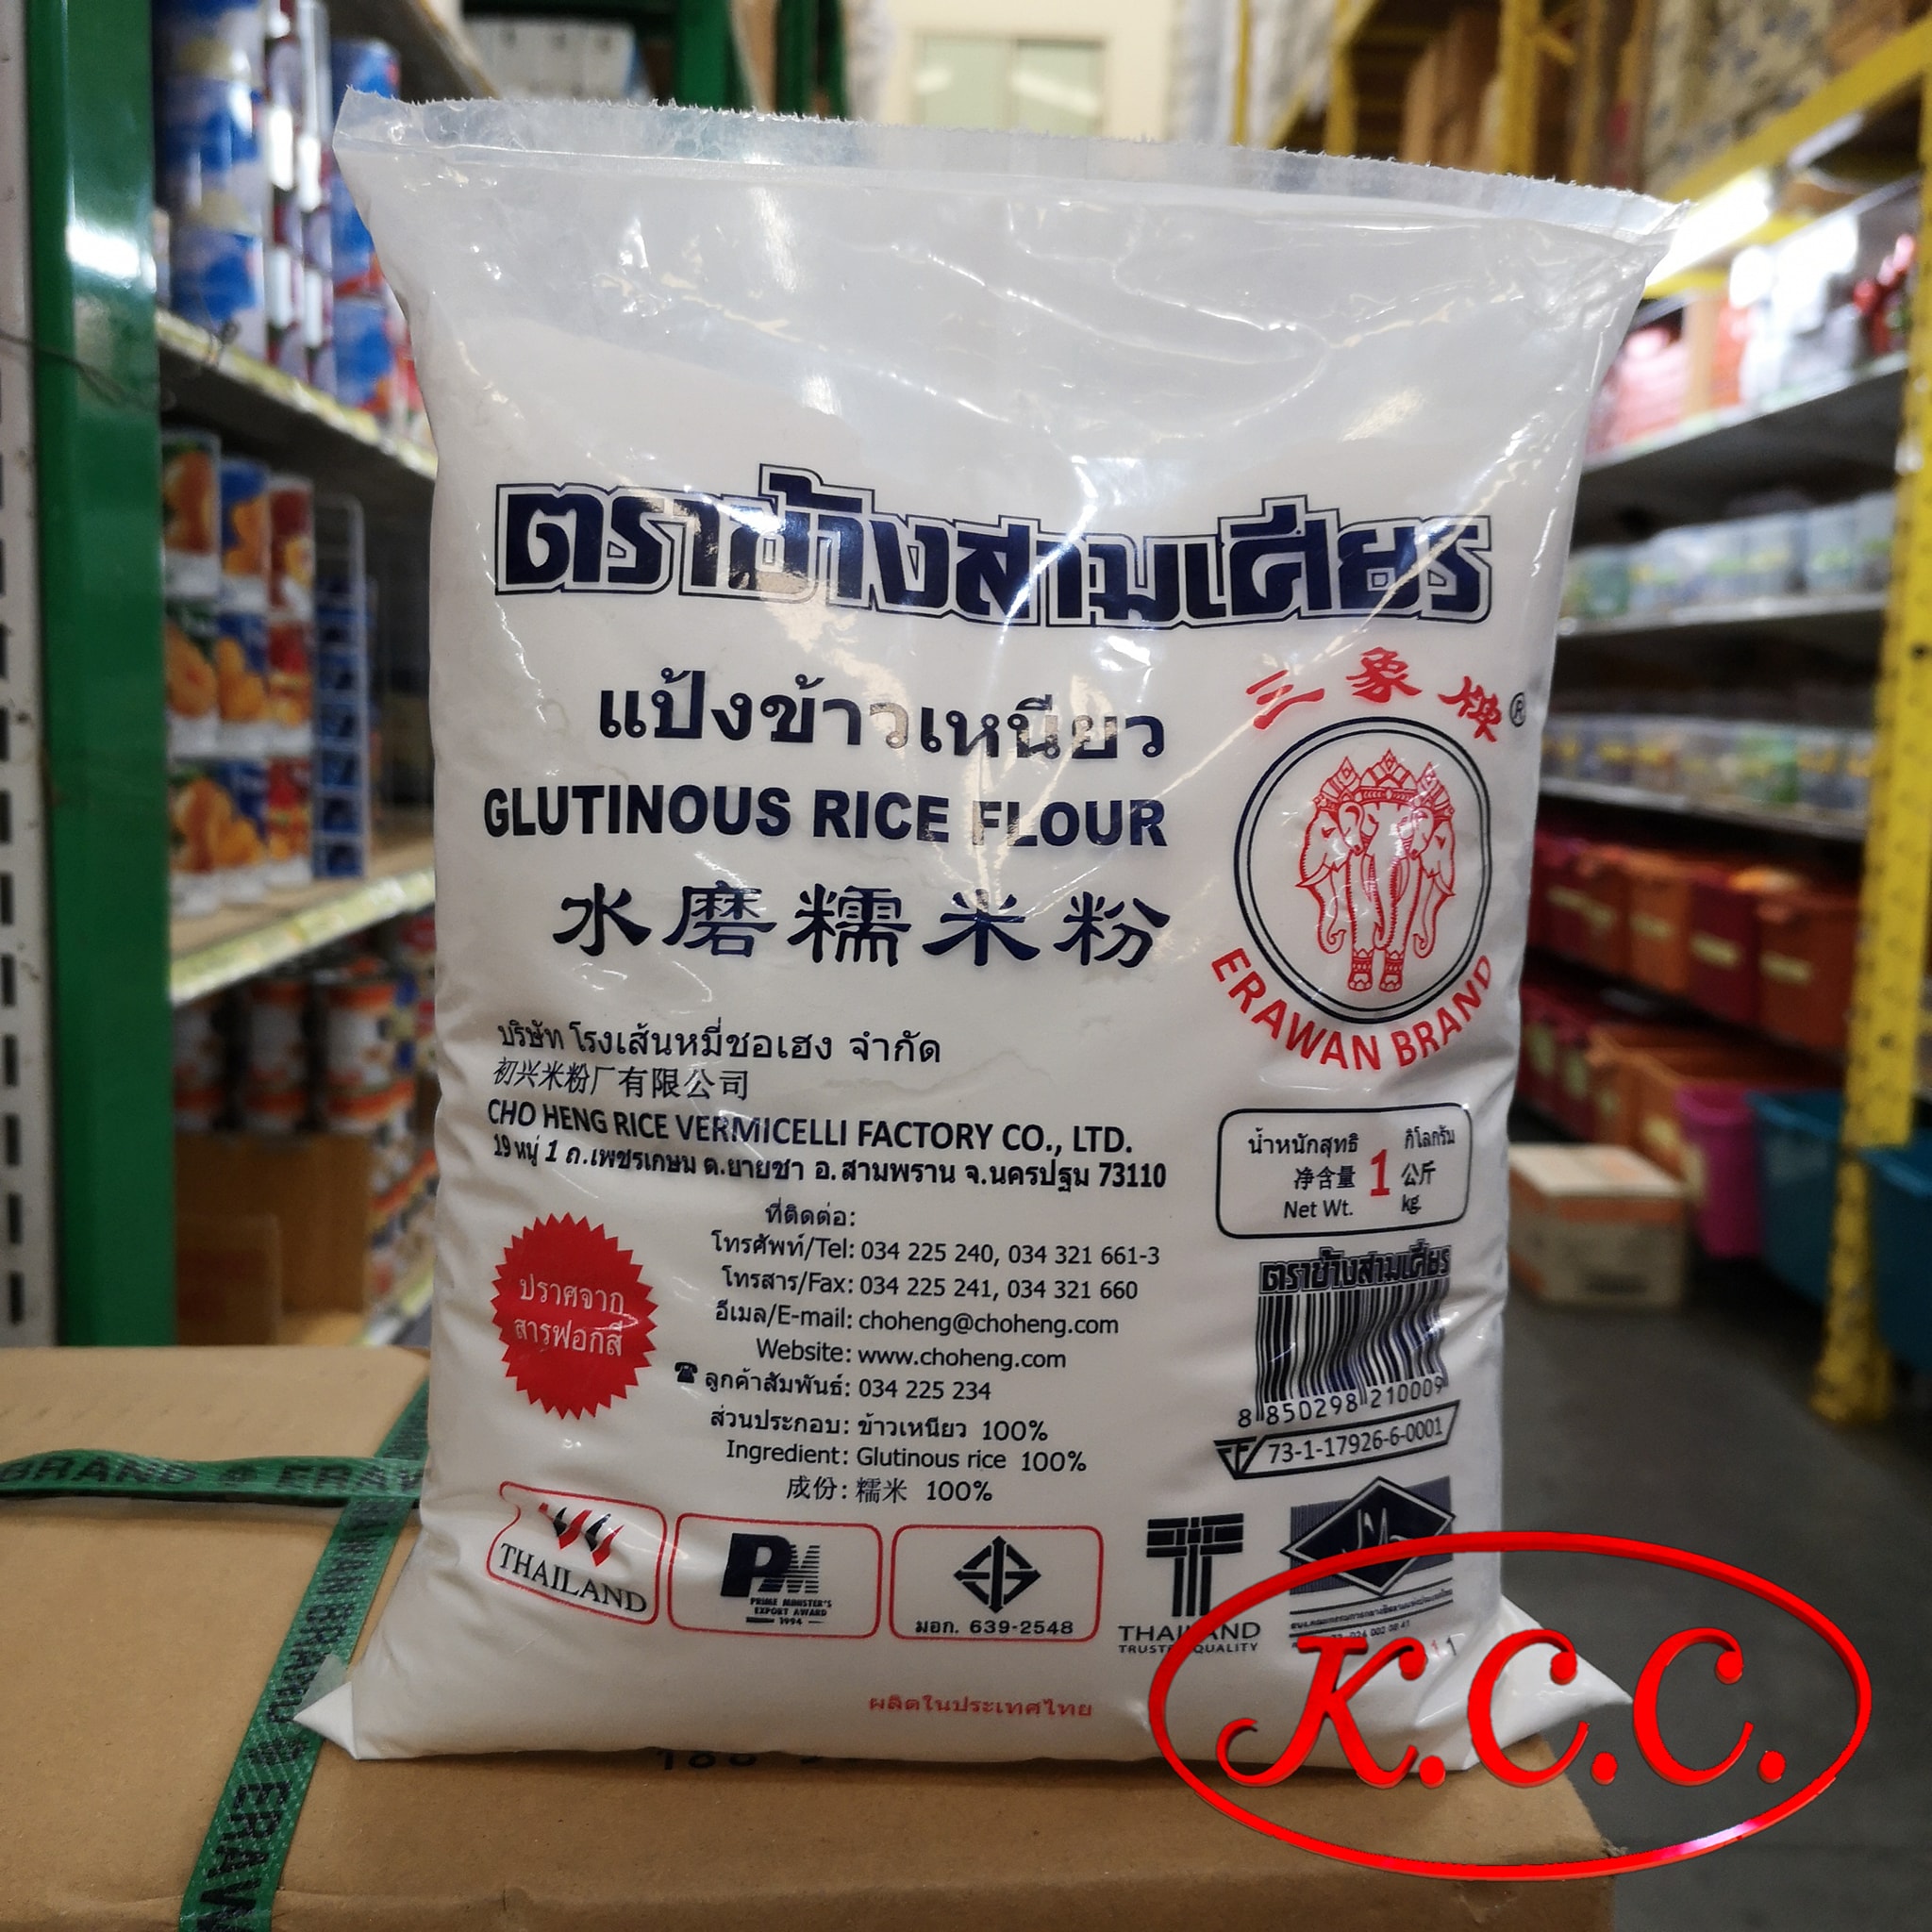 ตราช้างสามเศียร
三象牌®
แป้งข้าวเหนียว
GLUTINOUS RICE FLOUR
水磨糯米粉
ERAWAN BRAND
บริษัท โรงเส้นหมี่ชอเฮง จำกัด
初兴米粉厂有限公司
CHO HENG RICE VERMICELLI FACTORY CO., LTD.
19 หมู่ 1 ถ.เพชรเกษม ต.ยายชา อ.สามพราน จ.นครปฐม 73110
น้ำหนักสุทธิ 1 กิโลกรัม
净含量 公斤
Net Wt. kg.
ที่ติดต่อ:
โทรศัพท์/Tel: 034 225 240, 034 321 661-3
โทรสาร/Fax: 034 225 241, 034 321 660
อีเมล/E-mail: choheng@choheng.com
Website: www.choheng.com
ลูกค้าสัมพันธ์: 034 225 234
ส่วนประกอบ: ข้าวเหนียว 100%
Ingredient: Glutinous rice 100%
成份: 糯米 100%
ปราศจาก
สารฟอกสี
ตราช้างสามเศียร
8 850298 210009
73-1-17926-6-0001
THAILAND
PM
PRIME MINISTER'S
EXPORT AWARD
1994
มอก. 639-2548
THAILAND
TRUSTED QUALITY
ผลิตในประเทศไทย
K.C.C.
BRAND ERAW
ERAWAN BRAND ERAW